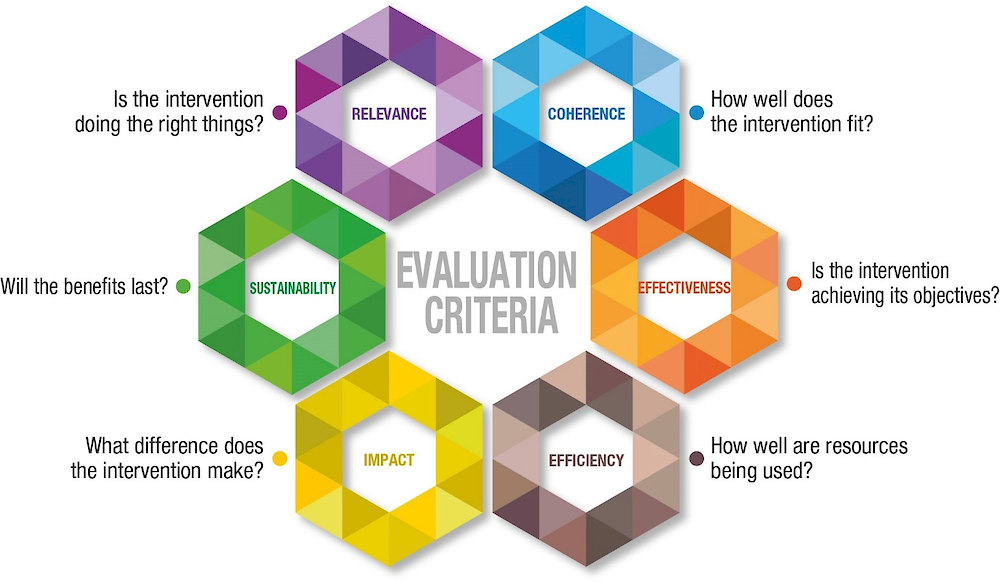 Is the intervention
doing the right things?
RELEVANCE
COHERENCE
How well does
the intervention fit?
Will the benefits last?
SUSTAINABILITY
EVALUATION
CRITERIA
EFFECTIVENESS
Is the intervention
achieving its objectives?
What difference does
the intervention make?
IMPACT
EFFICIENCY
How well are resources
being used?